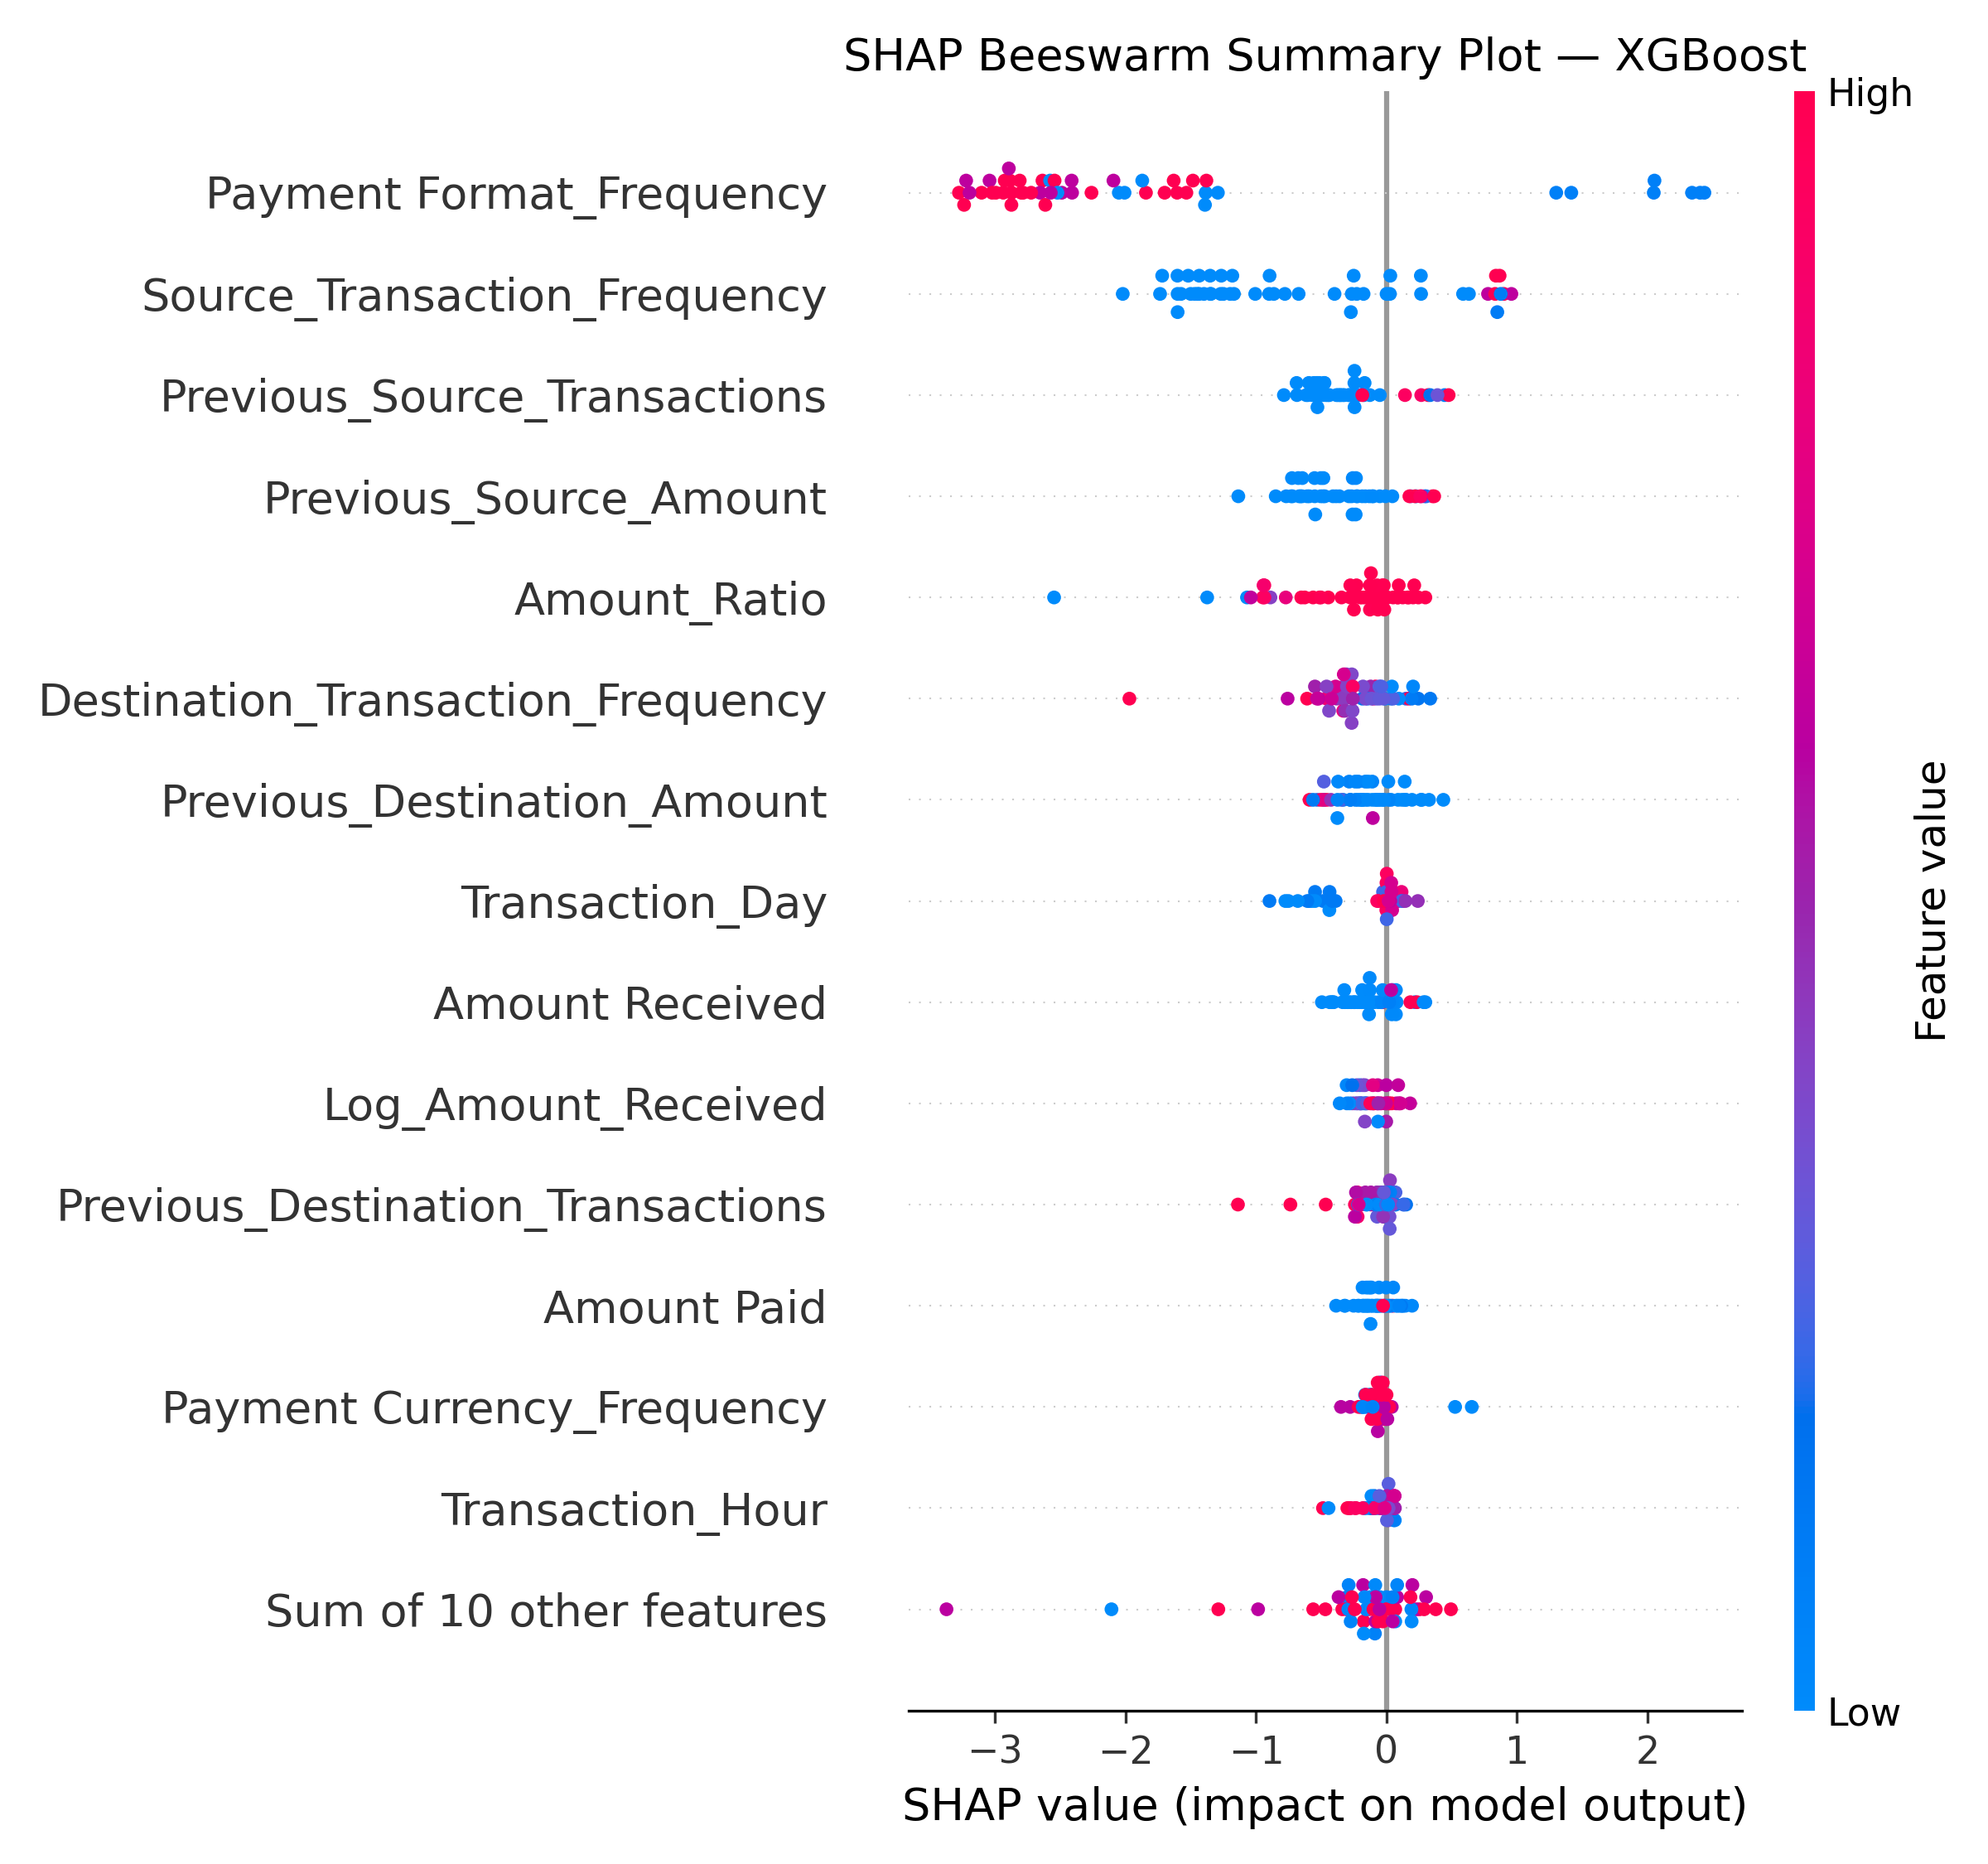 SHAP Beeswarm Summary Plot — XGBoost
High
Payment Format_Frequency
Source_Transaction_Frequency
Previous_Source_Transactions
Previous_Source_Amount
Amount_Ratio
Destination_Transaction_Frequency
Previous_Destination_Amount
Transaction_Day
Amount Received
Log_Amount_Received
Previous_Destination_Transactions
Amount Paid
Payment Currency_Frequency
Transaction_Hour
Sum of 10 other features
Feature value
Low
−3 −2 −1 0 1 2
SHAP value (impact on model output)